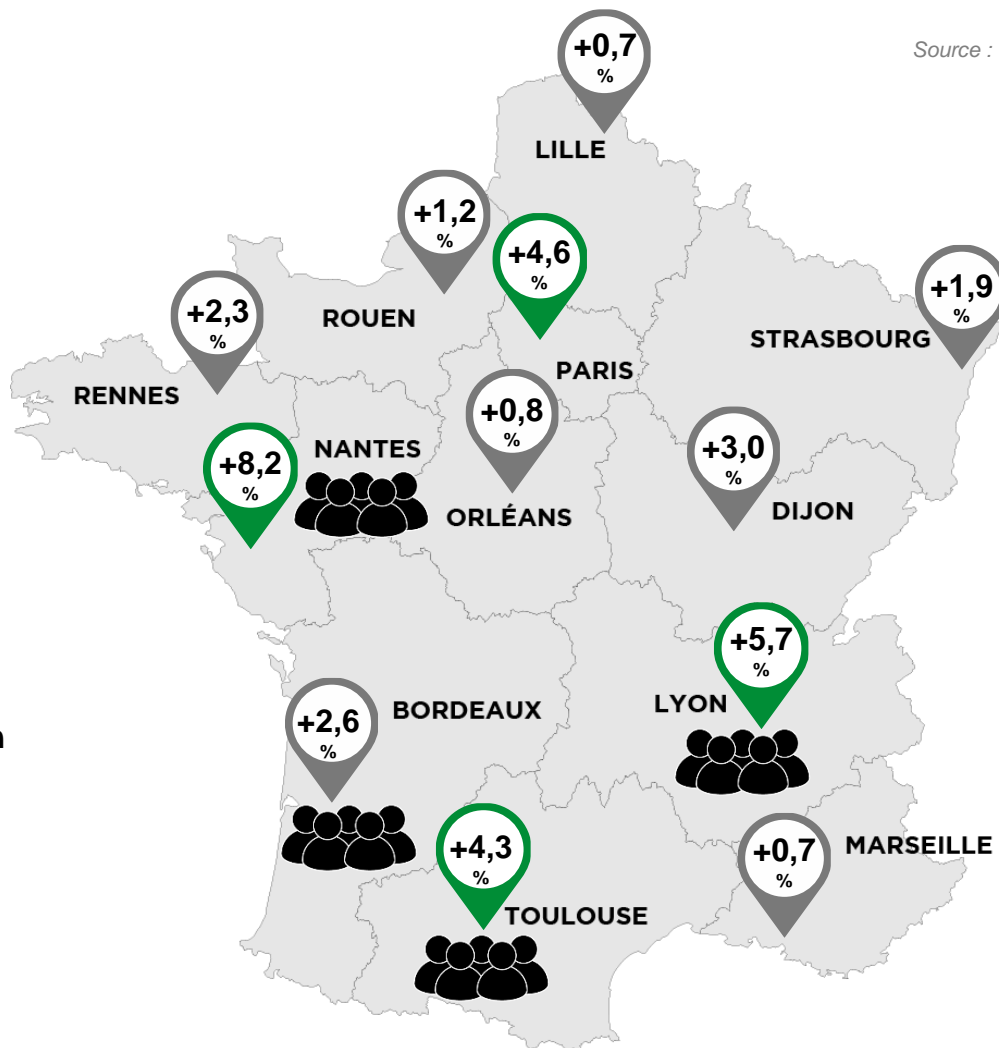 +0,7
%
Source :
LILLE
+1,2
%
+4,6
%
+1,9
%
+2,3
%
ROUEN
STRASBOURG
PARIS
RENNES
+0,8
%
+3,0
%
NANTES
+8,2
%
ORLÉANS
DIJON
+5,7
%
LYON
BORDEAUX
+2,6
%
+4,3
%
+0,7
%
MARSEILLE
TOULOUSE